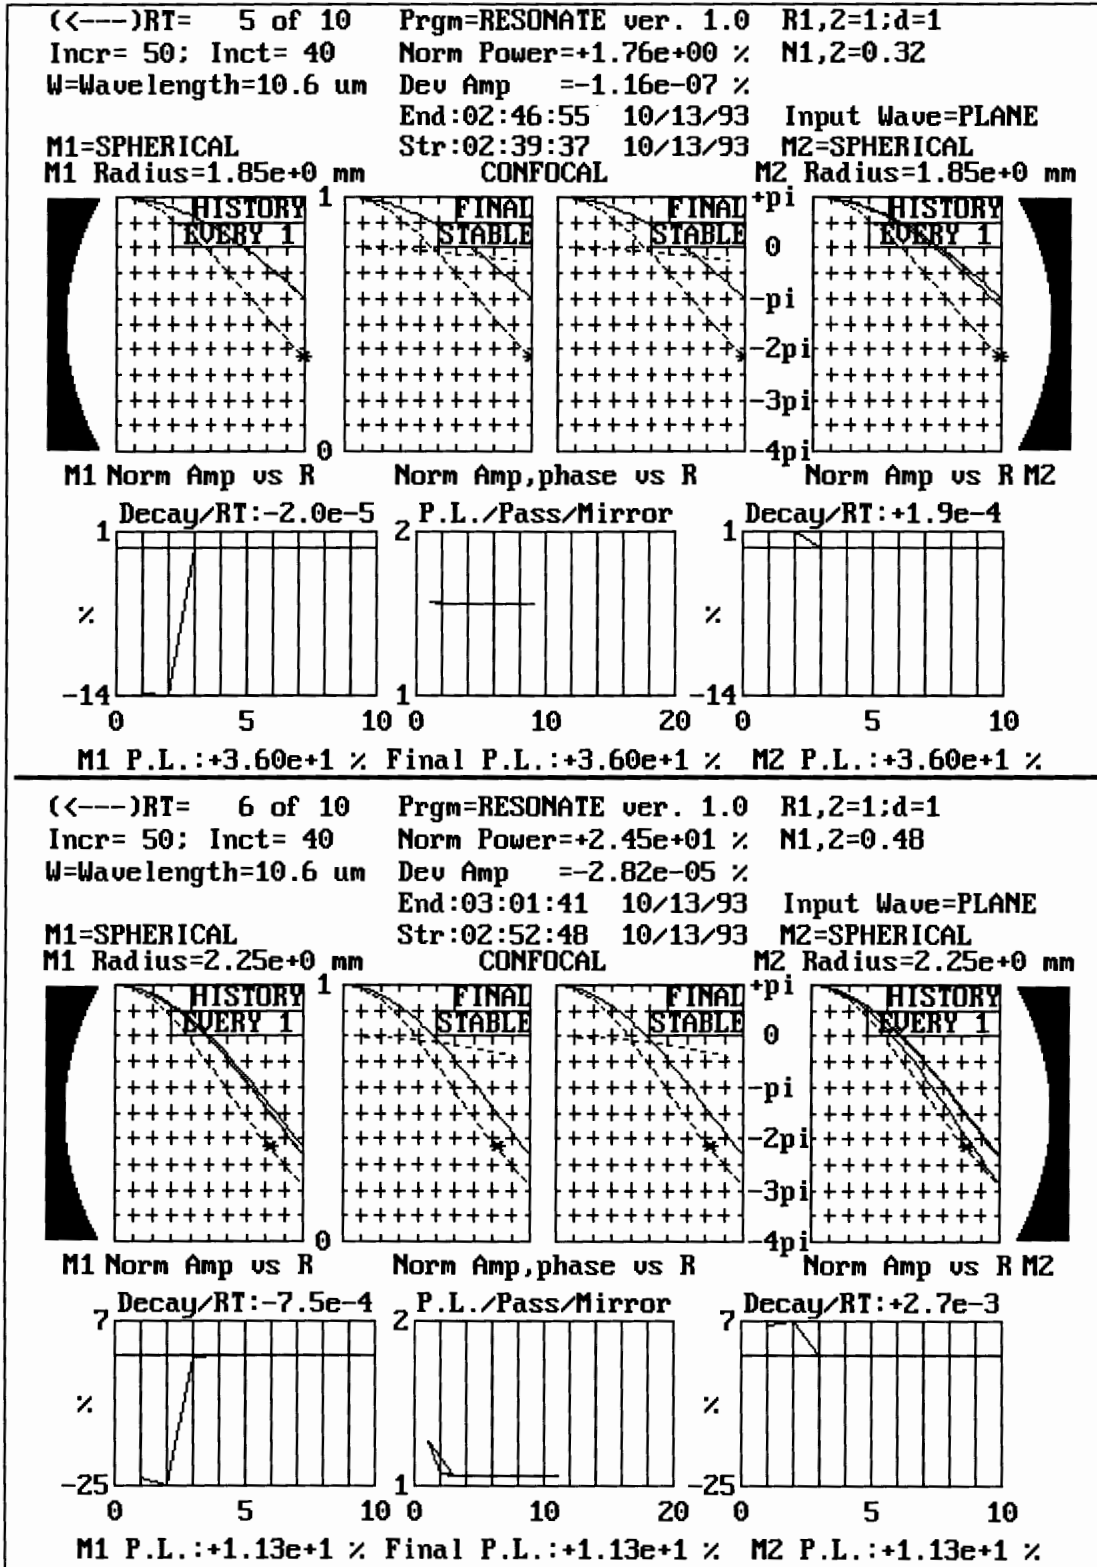 (<---)RT= 5 of 10 Prgm=RESONATE ver. 1.0 R1,2=1;d=1
Incr= 50; Inct= 40 Norm Power=+1.76e+00 % N1,2=0.32
W=Wavelength=10.6 um Dev Amp =-1.16e-07 %
End:02:46:55 10/13/93 Input Wave=PLANE
M1=SPHERICAL Str:02:39:37 10/13/93 M2=SPHERICAL
M1 Radius=1.85e+0 mm CONFOCAL M2 Radius=1.85e+0 mm
1 +pi
HISTORY FINAL FINAL HISTORY
EVERY 1 STABLE STABLE 0 EVERY 1
-pi
-2pi
-3pi
0 -4pi
M1 Norm Amp vs R Norm Amp,phase vs R Norm Amp vs R M2
Decay/RT:-2.0e-5 P.L./Pass/Mirror Decay/RT:+1.9e-4
1 2 1
% %
-14 1 -14
0 5 10 0 10 20 0 5 10
M1 P.L.:+3.60e+1 % Final P.L.:+3.60e+1 % M2 P.L.:+3.60e+1 %
(<---)RT= 6 of 10 Prgm=RESONATE ver. 1.0 R1,2=1;d=1
Incr= 50; Inct= 40 Norm Power=+2.45e+01 % N1,2=0.48
W=Wavelength=10.6 um Dev Amp =-2.82e-05 %
End:03:01:41 10/13/93 Input Wave=PLANE
M1=SPHERICAL Str:02:52:48 10/13/93 M2=SPHERICAL
M1 Radius=2.25e+0 mm CONFOCAL M2 Radius=2.25e+0 mm
1 +pi
HISTORY FINAL FINAL HISTORY
EVERY 1 STABLE STABLE 0 EVERY 1
-pi
-2pi
-3pi
0 -4pi
M1 Norm Amp vs R Norm Amp,phase vs R Norm Amp vs R M2
Decay/RT:-7.5e-4 P.L./Pass/Mirror Decay/RT:+2.7e-3
7 2 7
% %
-25 1 -25
0 5 10 0 10 20 0 5 10
M1 P.L.:+1.13e+1 % Final P.L.:+1.13e+1 % M2 P.L.:+1.13e+1 %